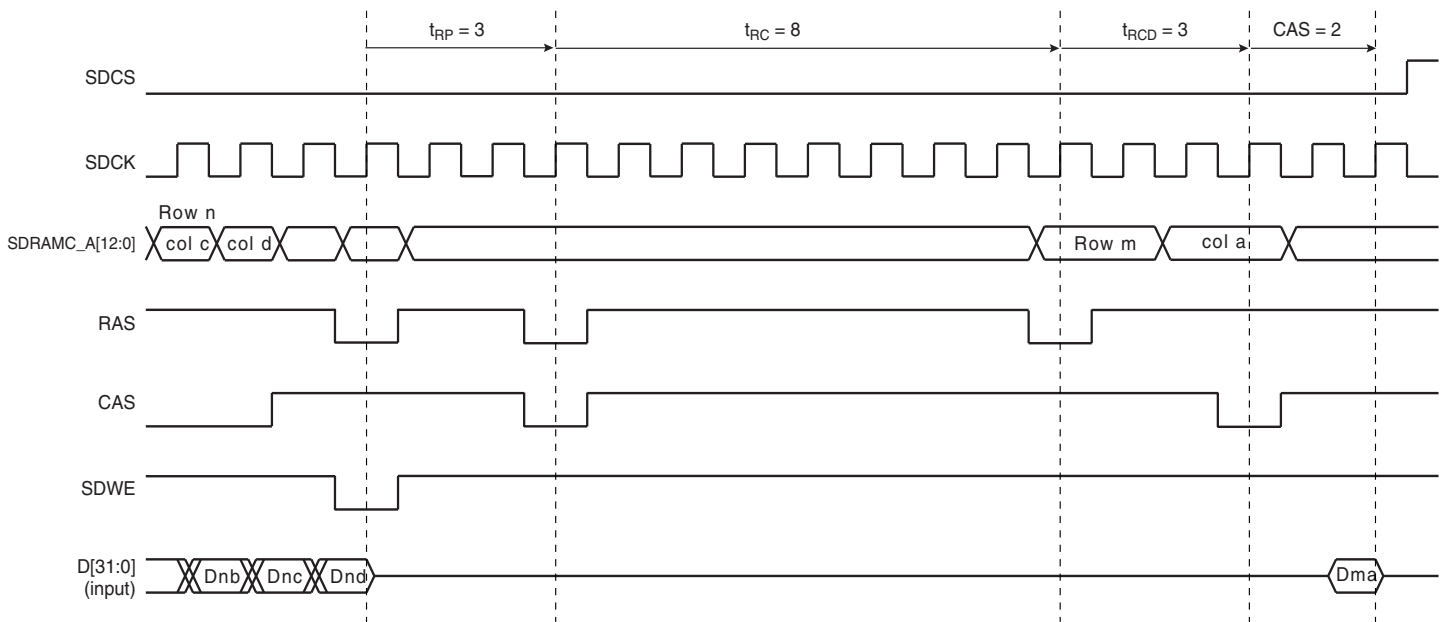 tRP = 3
tRC = 8
tRCD = 3
CAS = 2
SDCS
SDCK
Row n
SDRAMC_A[12:0]
col c
col d
Row m
col a
RAS
CAS
SDWE
D[31:0]
(input)
Dnb
Dnc
Dnd
Dma